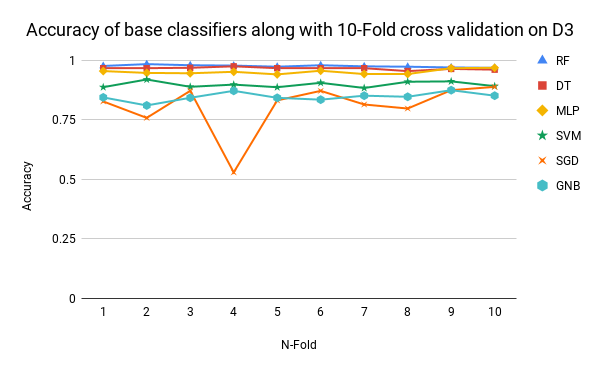 Accuracy of base classifiers along with 10-Fold cross validation on D3
1
0.75
0.5
0.25
0
Accuracy
1 2 3 4 5 6 7 8 9 10
N-Fold
RF
DT
MLP
SVM
SGD
GNB